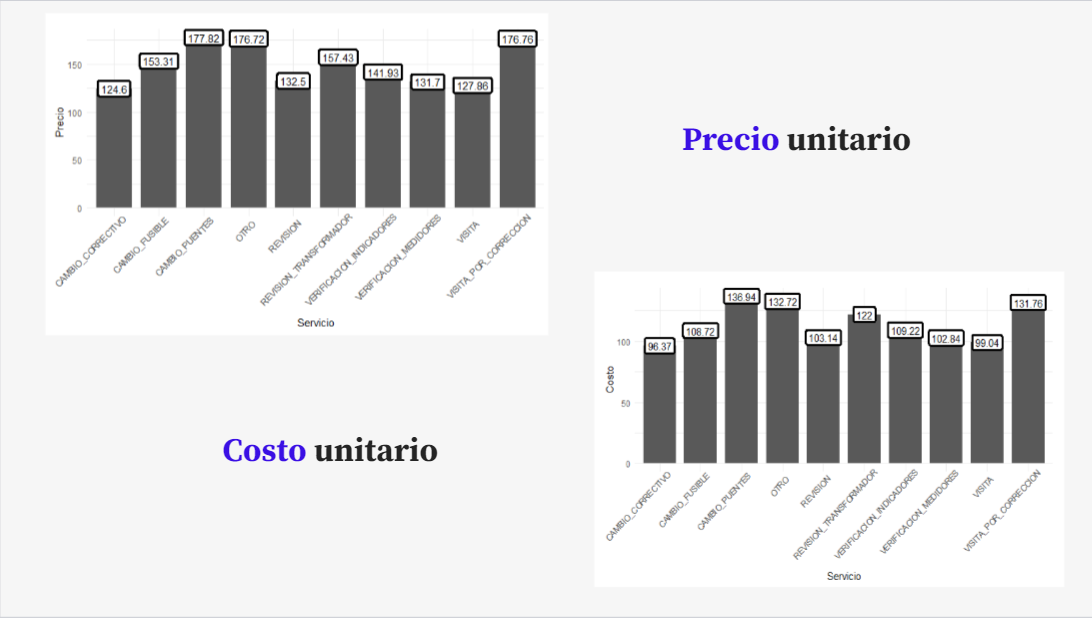 177.82
176.72
176.76
153.31
157.43
141.93
124.6
132.5
131.7
127.86
Precio
150
100
50
0
CAMBIO_CORRECTIVO
CAMBIO_FUSIBLE
CAMBIO_PUENTES
OTRO
REVISION
REVISION_TRANSFORMADOR
VERIFICACION_INDICADORES
VERIFICACION_MEDIDORES
VISITA
VISITA_POR_CORRECCION
Servicio
Precio unitario
Costo unitario
136.94
132.72
131.76
122
108.72
109.22
96.37
103.14
102.84
99.04
Costo
100
50
0
CAMBIO_CORRECTIVO
CAMBIO_FUSIBLE
CAMBIO_PUENTES
OTRO
REVISION
REVISION_TRANSFORMADOR
VERIFICACION_INDICADORES
VERIFICACION_MEDIDORES
VISITA
VISITA_POR_CORRECCION
Servicio